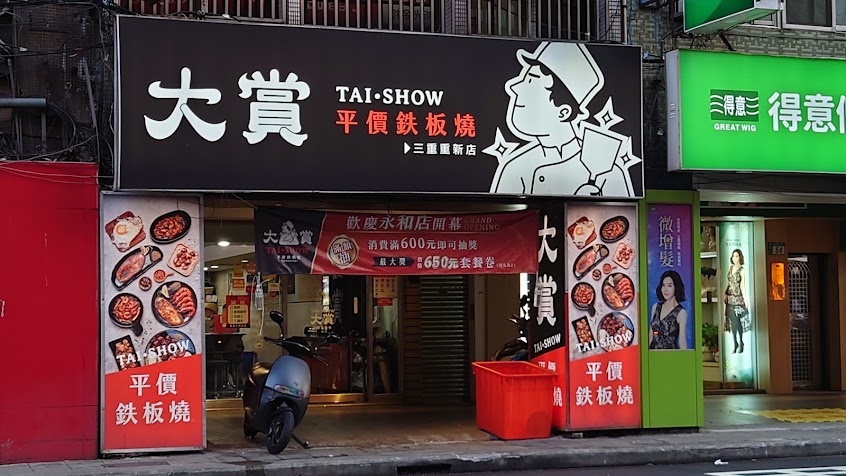 大賞
TAI·SHOW
平價鉄板燒
▶三重重新店
得意
GREAT WIG
得意
歡慶永和店開幕
GRAND OPENING
大賞
TAI·SHOW
消費滿600元即可抽獎
最大獎
650元套餐卷
TAI·SHOW
平價
鉄板燒
大賞
TAI·SHOW
TAI·SHOW
平價
鉄板燒
微增髮